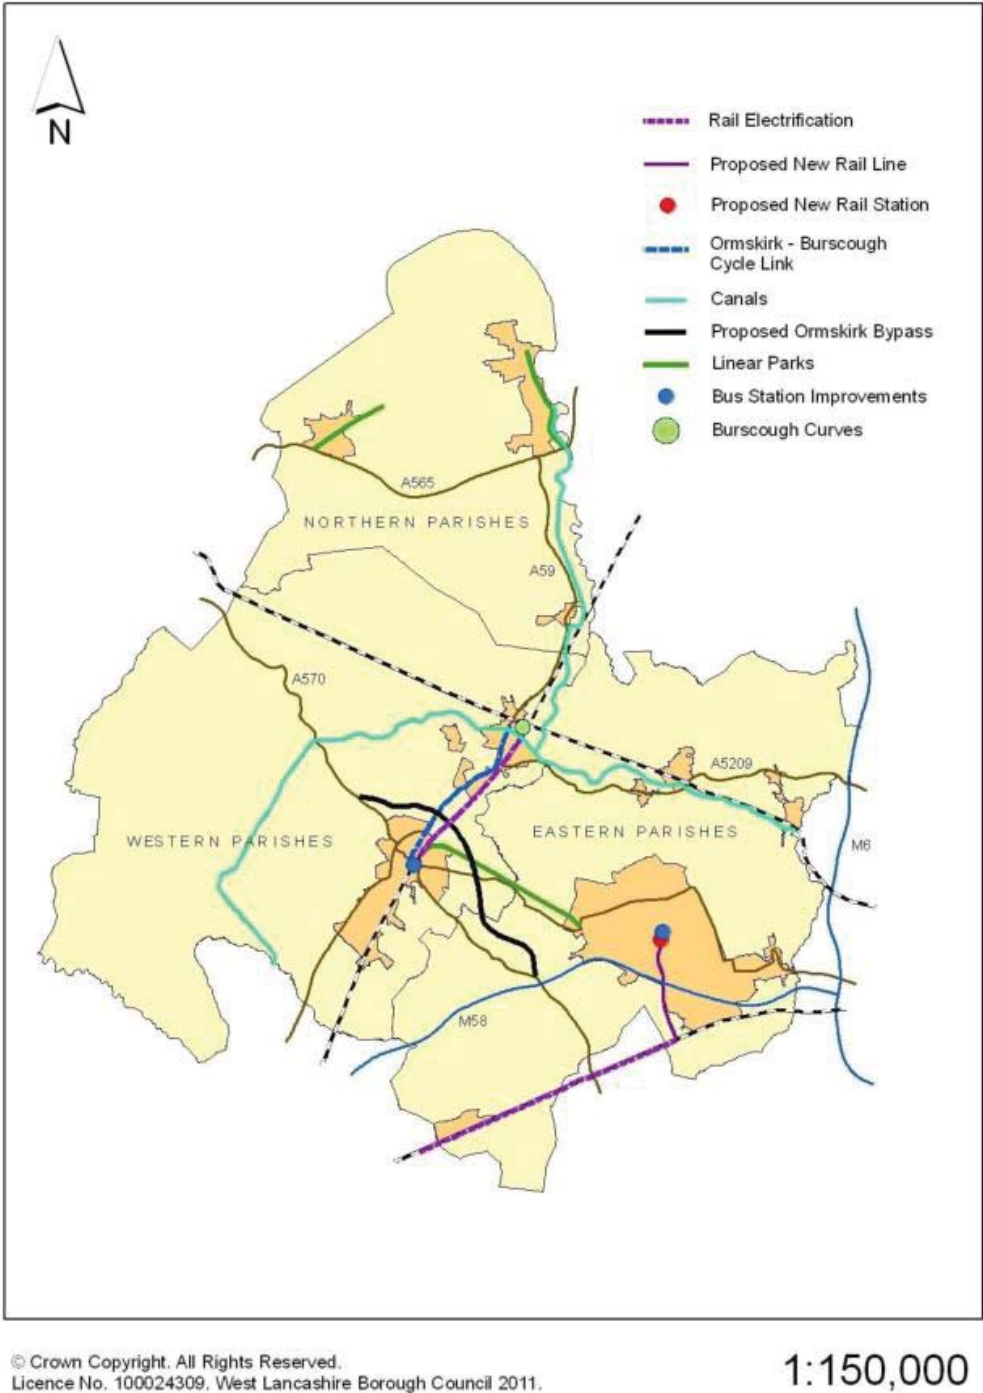 N
Rail Electrification
Proposed New Rail Line
Proposed New Rail Station
Ormskirk - Burscough
Cycle Link
Canals
Proposed Ormskirk Bypass
Linear Parks
Bus Station Improvements
Burscough Curves
A565
NORTHERN PARISHES
A59
A570
A5209
WESTERN PARISHES
EASTERN PARISHES
M6
M58
© Crown Copyright. All Rights Reserved.
Licence No. 100024309, West Lancashire Borough Council 2011.
1:150,000